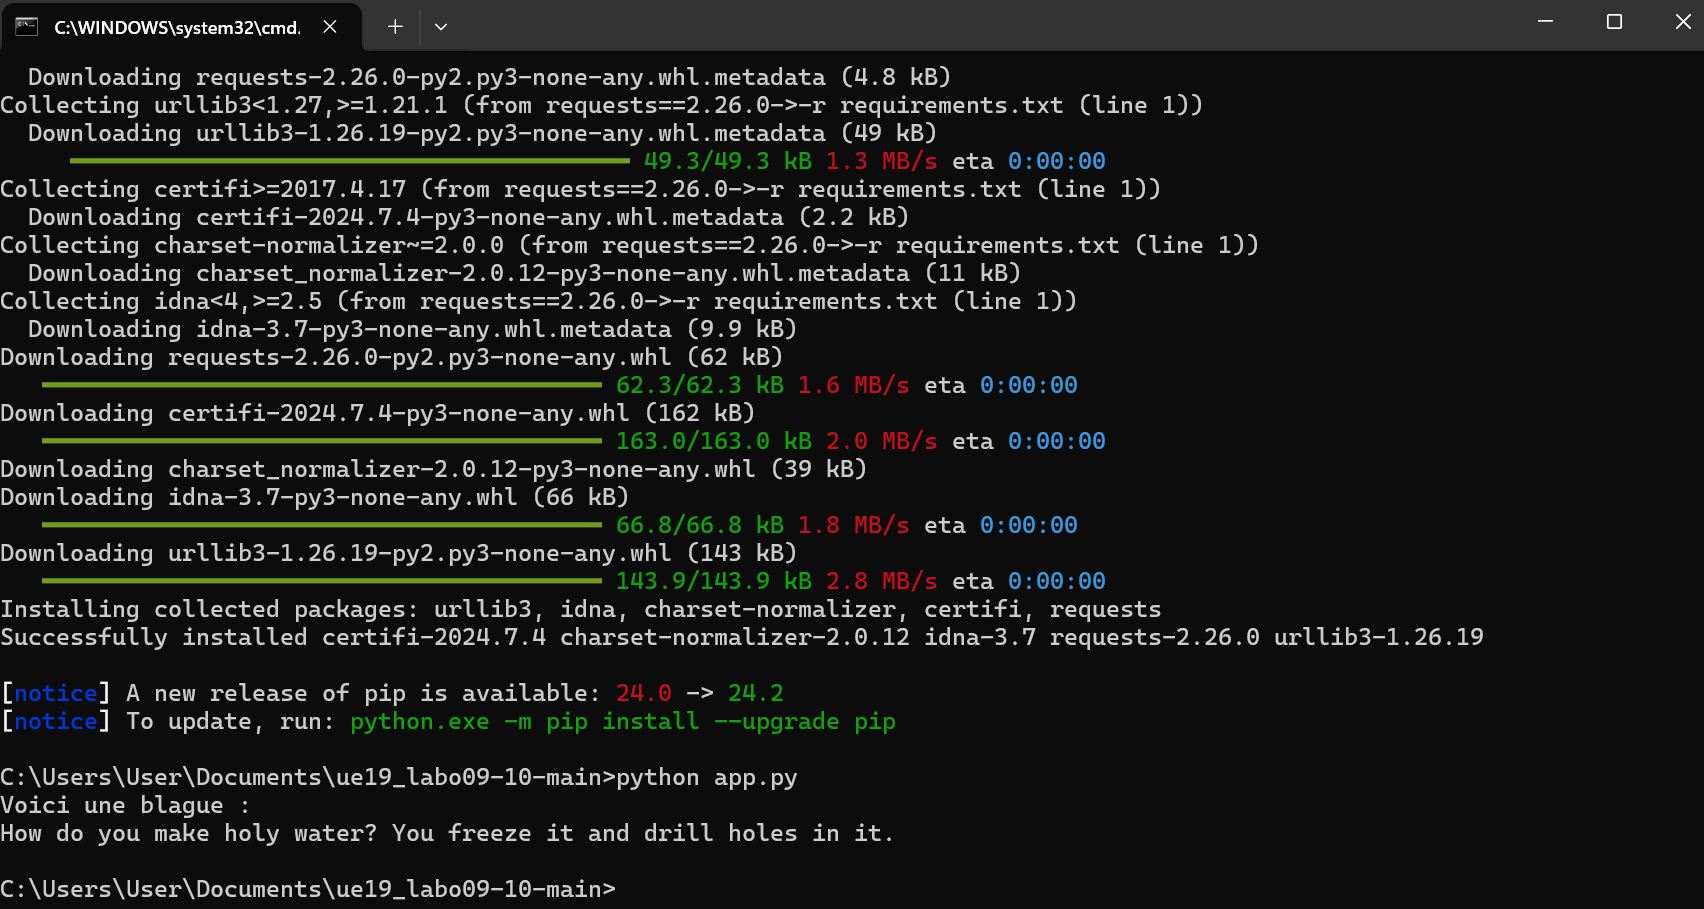 C:\WINDOWS\system32\cmd.
Downloading requests-2.26.0-py2.py3-none-any.whl.metadata (4.8 kB)
Collecting urllib3<1.27,>=1.21.1 (from requests==2.26.0->-r requirements.txt (line 1))
Downloading urllib3-1.26.19-py2.py3-none-any.whl.metadata (49 kB)
49.3/49.3 kB 1.3 MB/s eta 0:00:00
Collecting certifi>=2017.4.17 (from requests==2.26.0->-r requirements.txt (line 1))
Downloading certifi-2024.7.4-py3-none-any.whl.metadata (2.2 kB)
Collecting charset-normalizer~=2.0.0 (from requests==2.26.0->-r requirements.txt (line 1))
Downloading charset_normalizer-2.0.12-py3-none-any.whl.metadata (11 kB)
Collecting idna<4,>=2.5 (from requests==2.26.0->-r requirements.txt (line 1))
Downloading idna-3.7-py3-none-any.whl.metadata (9.9 kB)
Downloading requests-2.26.0-py2.py3-none-any.whl (62 kB)
62.3/62.3 kB 1.6 MB/s eta 0:00:00
Downloading certifi-2024.7.4-py3-none-any.whl (162 kB)
163.0/163.0 kB 2.0 MB/s eta 0:00:00
Downloading charset_normalizer-2.0.12-py3-none-any.whl (39 kB)
Downloading idna-3.7-py3-none-any.whl (66 kB)
66.8/66.8 kB 1.8 MB/s eta 0:00:00
Downloading urllib3-1.26.19-py2.py3-none-any.whl (143 kB)
143.9/143.9 kB 2.8 MB/s eta 0:00:00
Installing collected packages: urllib3, idna, charset-normalizer, certifi, requests
Successfully installed certifi-2024.7.4 charset-normalizer-2.0.12 idna-3.7 requests-2.26.0 urllib3-1.26.19
[notice] A new release of pip is available: 24.0 -> 24.2
[notice] To update, run: python.exe -m pip install --upgrade pip
C:\Users\User\Documents\ue19_labo09-10-main>python app.py
Voici une blague :
How do you make holy water? You freeze it and drill holes in it.
C:\Users\User\Documents\ue19_labo09-10-main>